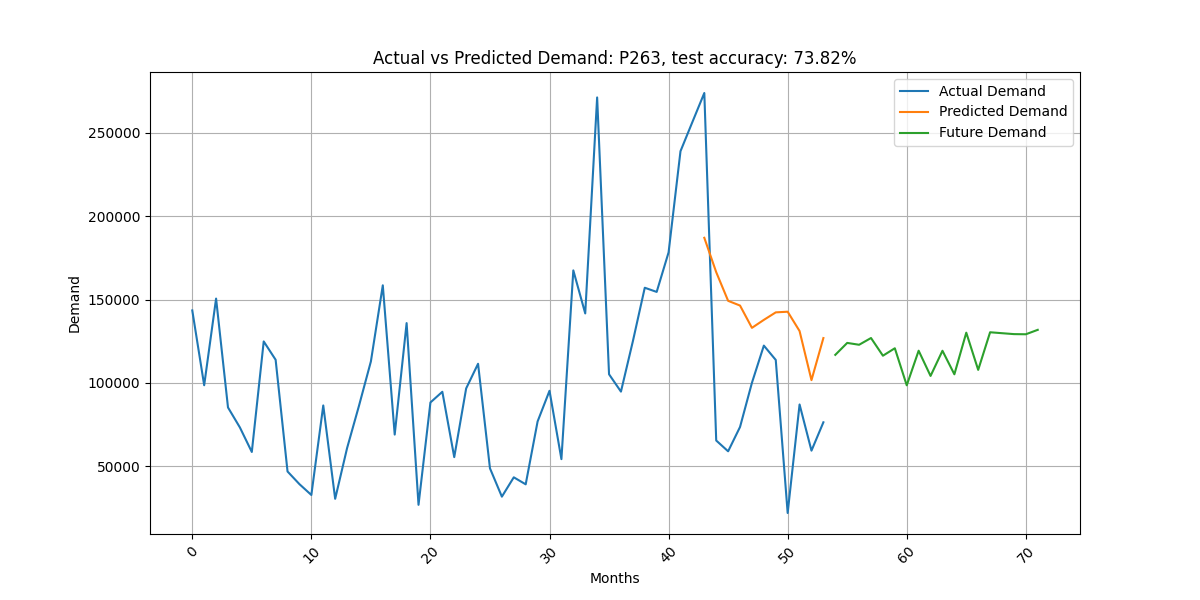 Actual vs Predicted Demand: P263, test accuracy: 73.82%
Actual Demand
Predicted Demand
Future Demand
250000
200000
150000
100000
50000
Demand
0
10
20
30
40
50
60
70
Months